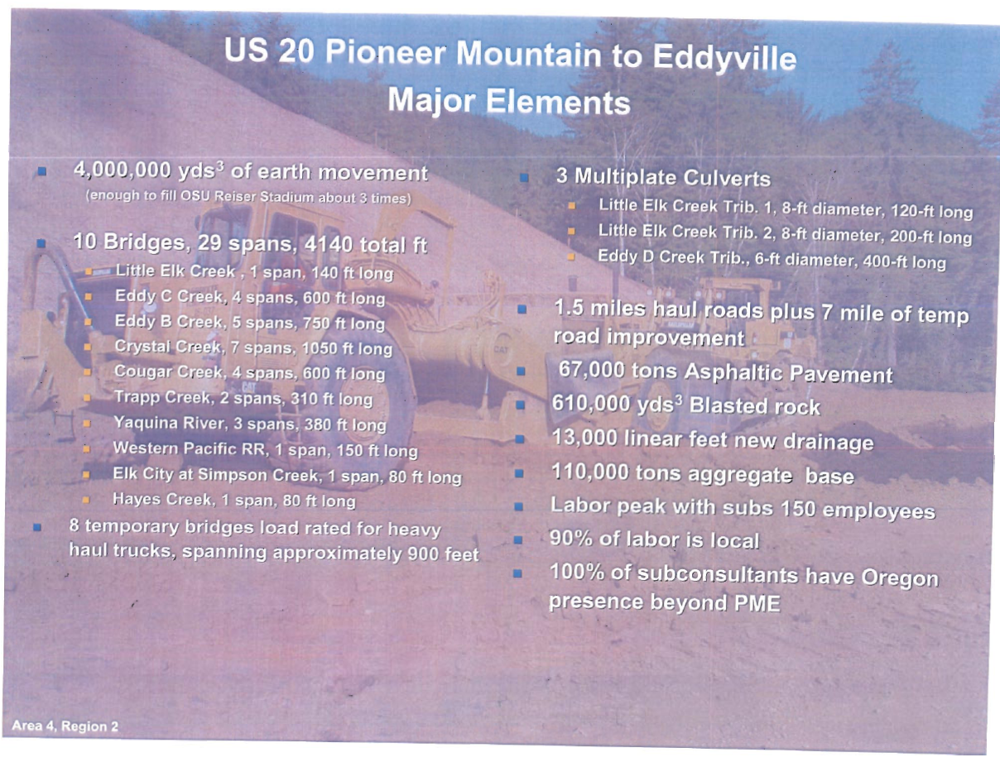 US 20 Pioneer Mountain to Eddyville
Major Elements
4,000,000 yds³ of earth movement
(enough to fill OSU Reiser Stadium about 3 times)
10 Bridges, 29 spans, 4140 total ft
Little Elk Creek , 1 span, 140 ft long
Eddy C Creek, 4 spans, 600 ft long
Eddy B Creek, 5 spans, 750 ft long
Crystal Creek, 7 spans, 1050 ft long
Cougar Creek, 4 spans, 600 ft long
Trapp Creek, 2 spans, 310 ft long
Yaquina River, 3 spans, 380 ft long
Western Pacific RR, 1 span, 150 ft long
Elk City at Simpson Creek, 1 span, 80 ft long
Hayes Creek, 1 span, 80 ft long
8 temporary bridges load rated for heavy
haul trucks, spanning approximately 900 feet
3 Multiplate Culverts
Little Elk Creek Trib. 1, 8-ft diameter, 120-ft long
Little Elk Creek Trib. 2, 8-ft diameter, 200-ft long
Eddy D Creek Trib., 6-ft diameter, 400-ft long
1.5 miles haul roads plus 7 mile of temp
road improvement
67,000 tons Asphaltic Pavement
610,000 yds³ Blasted rock
13,000 linear feet new drainage
110,000 tons aggregate base
Labor peak with subs 150 employees
90% of labor is local
100% of subconsultants have Oregon
presence beyond PME
CAT
CAT
Area 4, Region 2